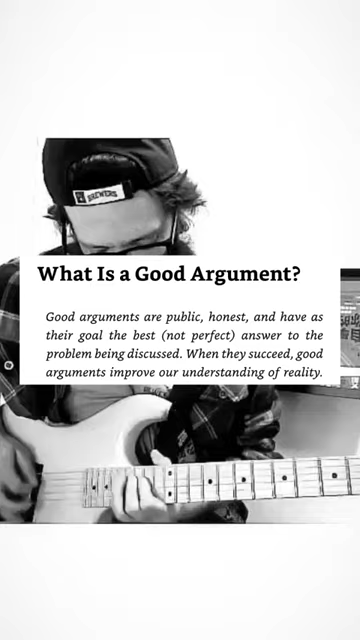 BREWERS
What Is a Good Argument?
Good arguments are public, honest, and have as
their goal the best (not perfect) answer to the
problem being discussed. When they succeed, good
arguments improve our understanding of reality.